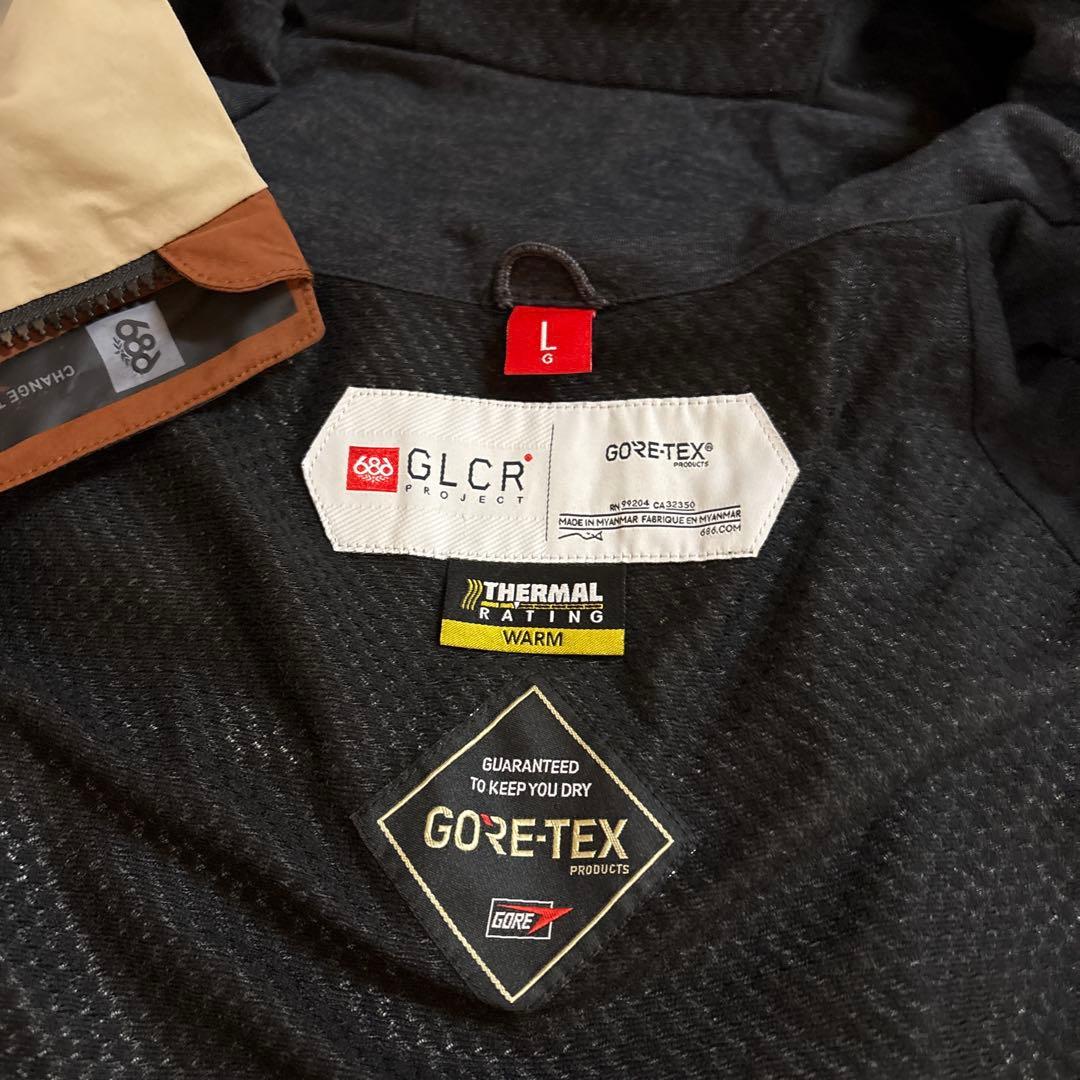 686
CHANGE
L
G
686 GLCR
PROJECT
GORE-TEX®
PRODUCTS
RN 99204 CA 32350
MADE IN MYANMAR FABRIQUE EN MYANMAR
686.COM
THERMAL
RATING
WARM
GUARANTEED
TO KEEP YOU DRY
GORE-TEX
PRODUCTS
GORE